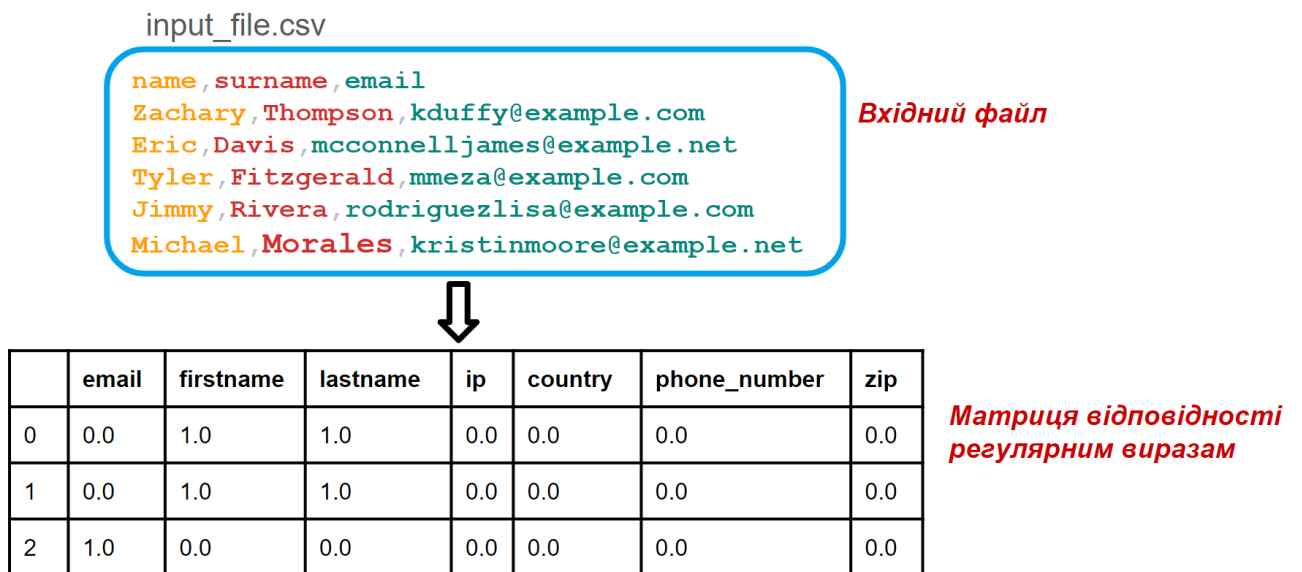 input_file.csv
name,surname,email
Zachary,Thompson,kduffy@example.com
Eric,Davis,mcconnelljames@example.net
Tyler,Fitzgerald,mmeza@example.com
Jimmy,Rivera,rodriguezlisa@example.com
Michael,Morales,kristinmoore@example.net
Вхідний файл
email firstname lastname ip country phone_number zip
0 0.0 1.0 1.0 0.0 0.0 0.0 0.0
1 0.0 1.0 1.0 0.0 0.0 0.0 0.0
2 1.0 0.0 0.0 0.0 0.0 0.0 0.0
Матриця відповідності
регулярним виразам